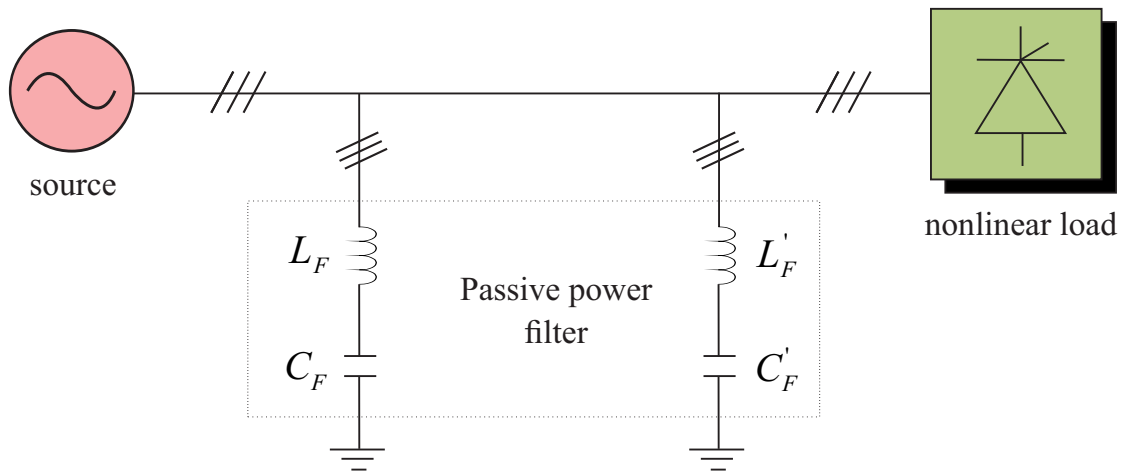 source
nonlinear load
L_F
L'_F
Passive power
filter
C_F
C'_F